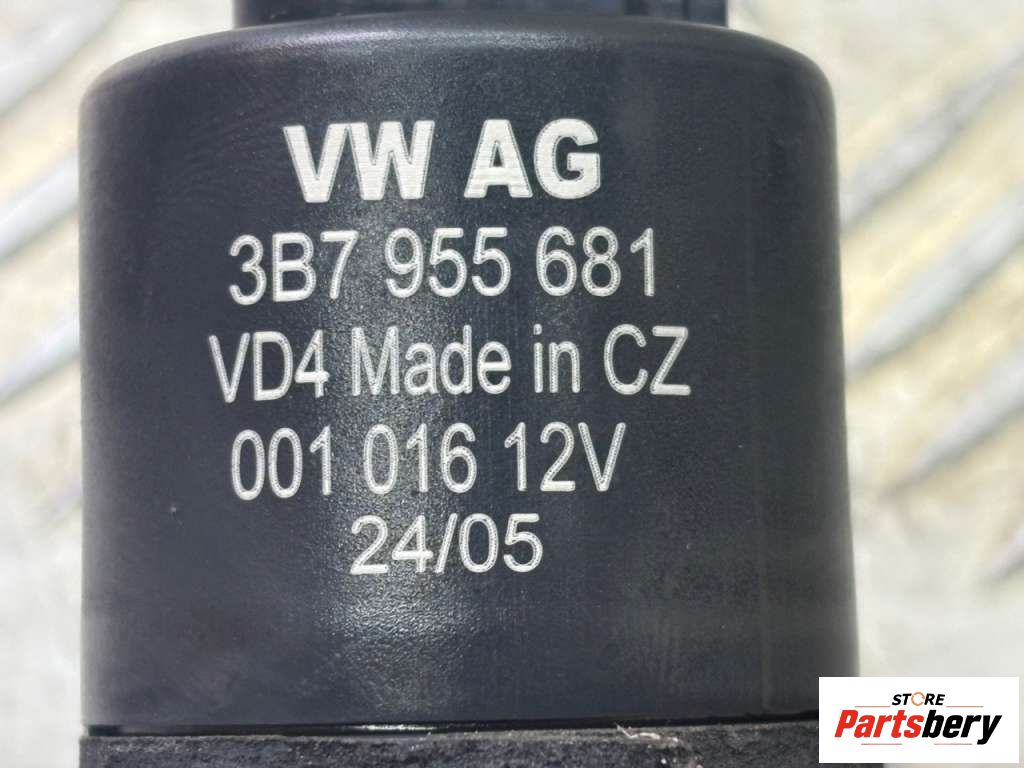 VW AG
3B7 955 681
VD4 Made in CZ
001 016 12V
24/05
STORE
Partsbery